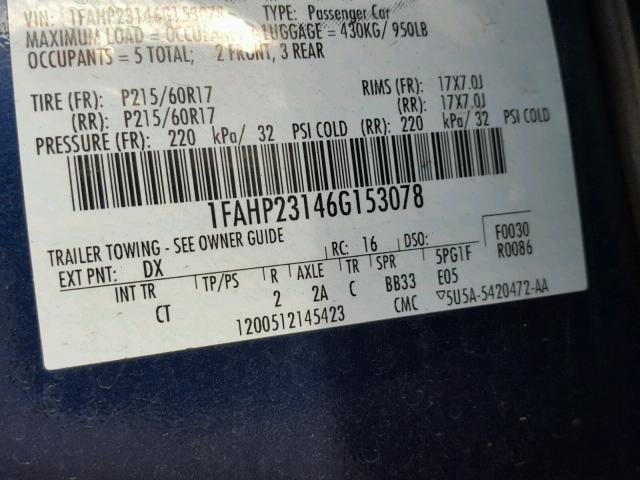 VIN: 1FAHP23146G153078 TYPE: Passenger Car
MAXIMUM LOAD = OCCUPANTS & LUGGAGE = 430KG/ 950LB
OCCUPANTS = 5 TOTAL; 2 FRONT, 3 REAR
TIRE (FR): P215/60R17 RIMS (FR): 17X7.0J
(RR): P215/60R17 (RR): 17X7.0J
PRESSURE (FR): 220 kPa/ 32 PSI COLD (RR): 220 kPa/ 32 PSI COLD
1FAHP23146G153078
TRAILER TOWING - SEE OWNER GUIDE
EXT PNT: DX RC: 16 DSO: F0030
R0086
INT TR TP/PS R AXLE TR SPR 5PG1F
CT 2 2A C BB33 E05
1200512145423 CMC ▽5U5A-5420472-AA